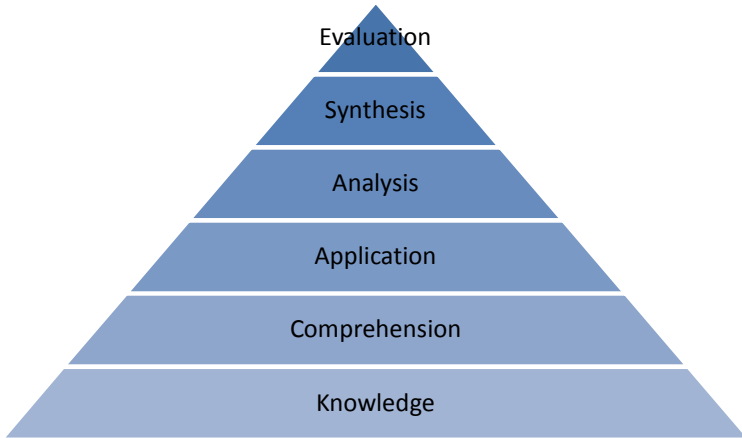 Evaluation
Synthesis
Analysis
Application
Comprehension
Knowledge